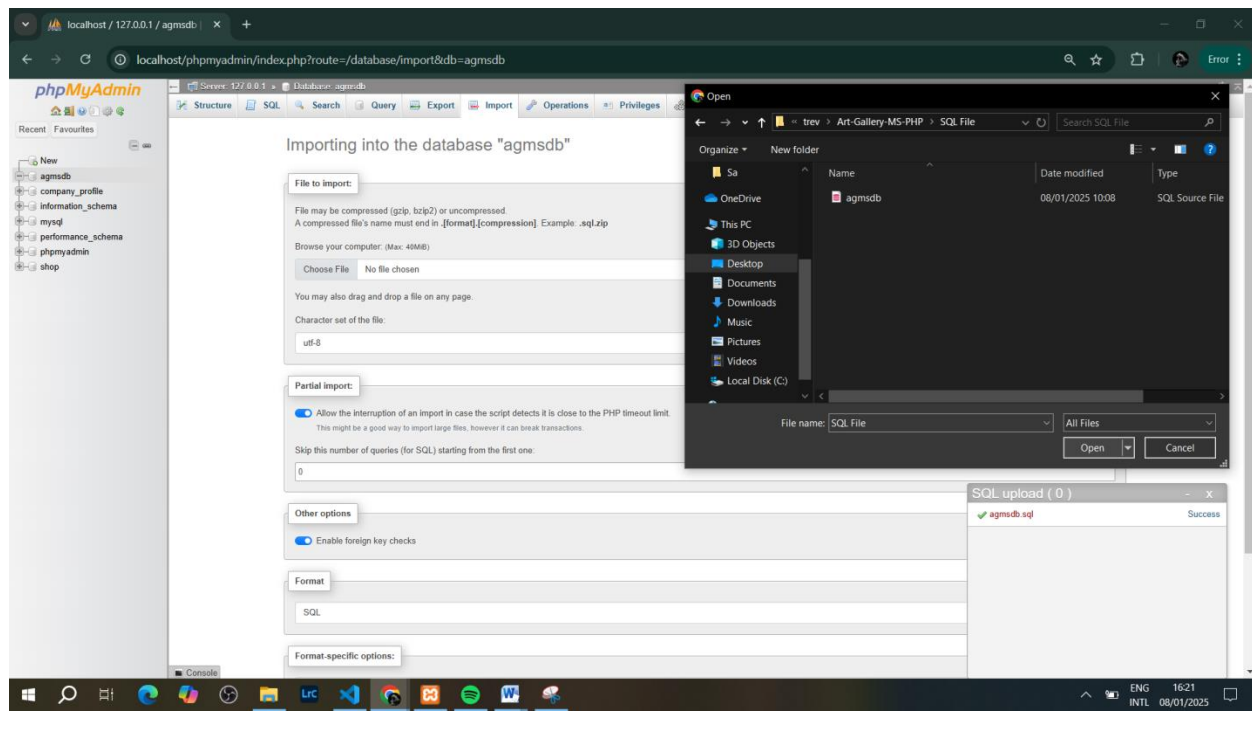 localhost / 127.0.0.1 / agmsdb |
localhost/phpmyadmin/index.php?route=/database/import&db=agmsdb
Error
phpMyAdmin
Recent Favourites
New
agmsdb
company_profile
information_schema
mysql
performance_schema
phpmyadmin
shop
Server: 127.0.0.1 » Database: agmsdb
Structure SQL Search Query Export Import Operations Privileges
Importing into the database "agmsdb"
File to import:
File may be compressed (gzip, bzip2) or uncompressed.
A compressed file's name must end in .[format].[compression]. Example: .sql.zip
Browse your computer: (Max: 40MiB)
Choose File No file chosen
You may also drag and drop a file on any page.
Character set of the file:
utf-8
Partial import:
Allow the interruption of an import in case the script detects it is close to the PHP timeout limit.
This might be a good way to import large files, however it can break transactions.
Skip this number of queries (for SQL) starting from the first one:
0
Other options
Enable foreign key checks
Format
SQL
Format-specific options:
Console
Open
« trev > Art-Gallery-MS-PHP > SQL File
Search SQL File
Organize New folder
Sa
OneDrive
This PC
3D Objects
Desktop
Documents
Downloads
Music
Pictures
Videos
Local Disk (C:)
Name Date modified Type
agmsdb 08/01/2025 10:08 SQL Source File
File name: SQL File
All Files
Open Cancel
SQL upload ( 0 ) - x
agmsdb.sql Success
Lrc
ENG 16:21
INTL 08/01/2025